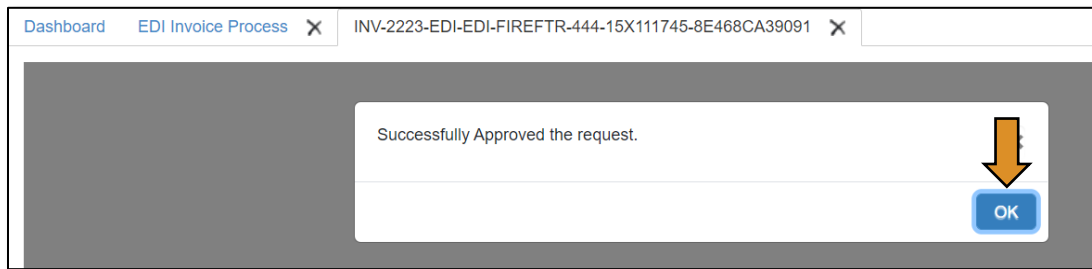 Dashboard EDI Invoice Process INV-2223-EDI-EDI-FIREFTR-444-15X111745-8E468CA39091
Successfully Approved the request.
OK